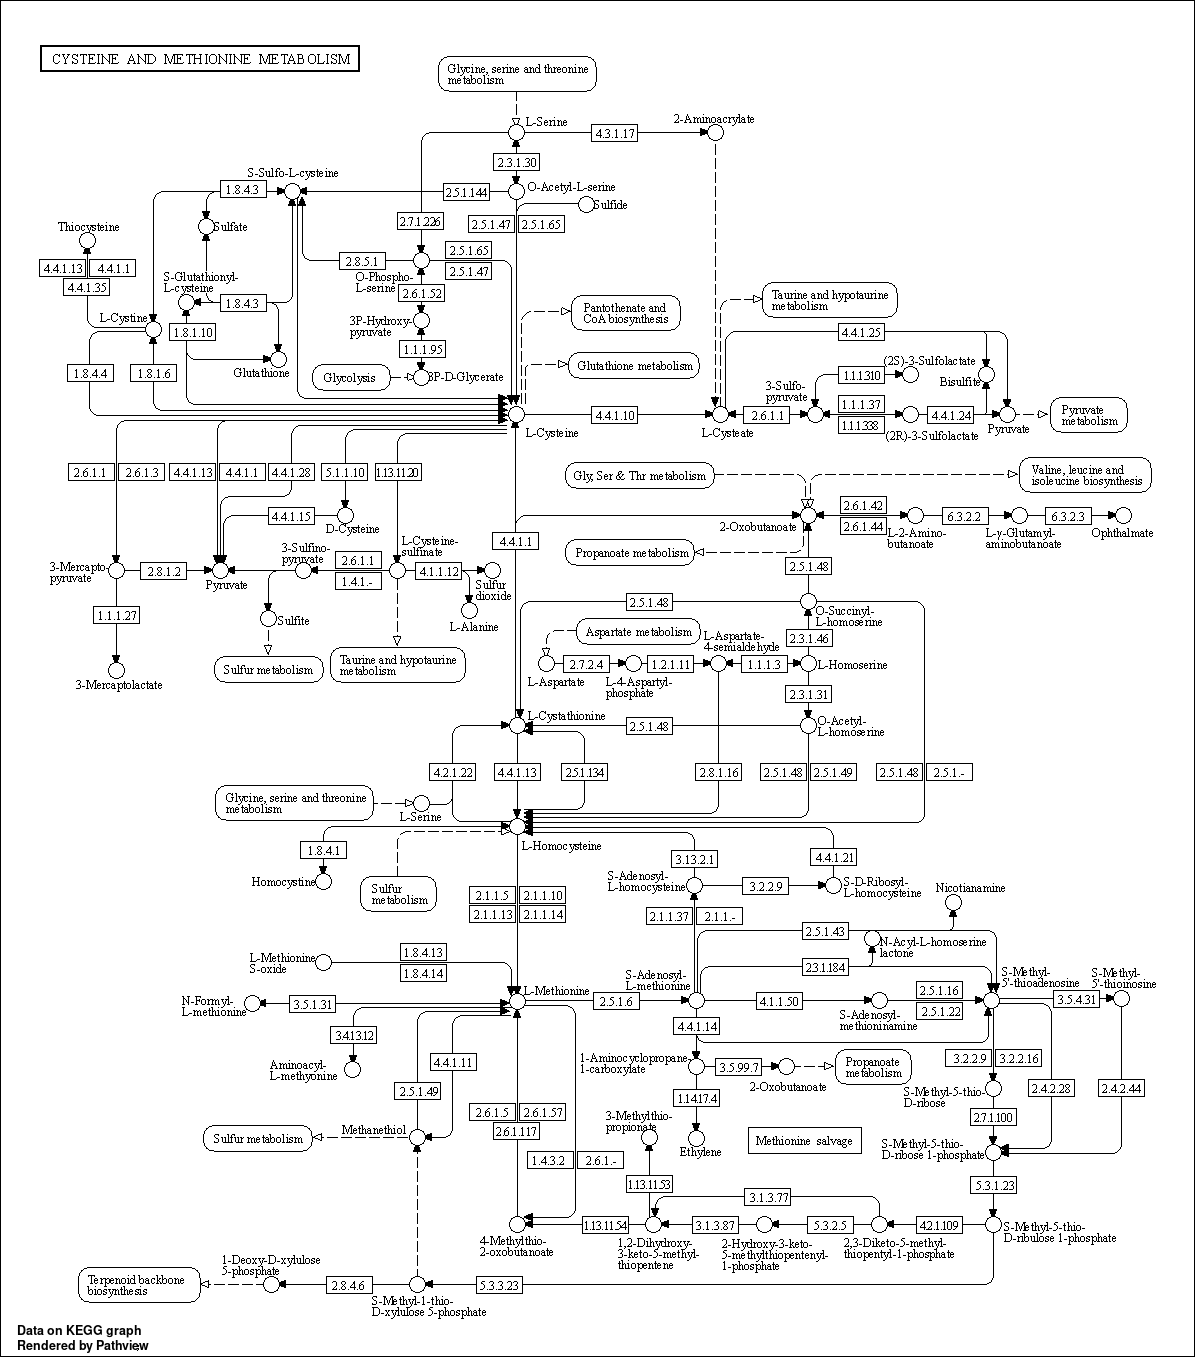 CYSTEINE AND METHIONINE METABOLISM
Glycine, serine and threonine
metabolism
L-Serine
4.3.1.17
2-Aminoacrylate
2.3.1.30
S-Sulfo-L-cysteine
1.8.4.3
2.5.1.144
O-Acetyl-L-serine
Sulfide
Sulfate
2.7.1.226
2.5.1.47
2.5.1.65
Thiocysteine
4.4.1.13
4.4.1.1
4.4.1.35
S-Glutathionyl-
L-cysteine
2.8.5.1
2.5.1.65
2.5.1.47
O-Phospho-
L-serine
2.6.1.52
1.8.4.3
L-Cystine
1.8.1.10
3P-Hydroxy-
pyruvate
1.1.1.95
Pantothenate and
CoA biosynthesis
Taurine and hypotaurine
metabolism
4.4.1.25
1.8.4.4
1.8.1.6
Glutathione
Glycolysis
3P-D-Glycerate
Glutathione metabolism
(2S)-3-Sulfolactate
1.1.1310
Bisulfite
3-Sulfo-
pyruvate
L-Cysteine
4.4.1.10
L-Cysteate
2.6.1.1
1.1.1.37
1.1.1338
4.4.1.24
(2R)-3-Sulfolactate
Pyruvate
Pyruvate
metabolism
2.6.1.1
2.6.1.3
4.4.1.13
4.4.1.1
4.4.1.28
5.1.1.10
1.13.11.20
Gly, Ser & Thr metabolism
Valine, leucine and
isoleucine biosynthesis
4.4.1.15
D-Cysteine
2-Oxobutanoate
2.6.1.42
2.6.1.44
L-2-Amino-
butanoate
6.3.2.2
L-γ-Glutamyl-
aminobutanoate
6.3.2.3
Ophthalmate
4.4.1.1
Propanoate metabolism
3-Mercapto-
pyruvate
2.8.1.2
Pyruvate
3-Sulfino-
pyruvate
2.6.1.1
1.4.1.-
L-Cysteine-
sulfinate
4.1.1.12
Sulfur
dioxide
2.5.1.48
1.1.1.27
Sulfite
L-Alanine
2.5.1.48
O-Succinyl-
L-homoserine
Aspartate metabolism
L-Aspartate-
4-semialdehyde
2.3.1.46
3-Mercaptolactate
Sulfur metabolism
Taurine and hypotaurine
metabolism
L-Aspartate
2.7.2.4
L-4-Aspartyl-
phosphate
1.2.1.11
1.1.1.3
L-Homoserine
2.3.1.31
L-Cystathionine
2.5.1.48
O-Acetyl-
L-homoserine
4.2.1.22
4.4.1.13
2.5.1.134
2.8.1.16
2.5.1.48
2.5.1.49
2.5.1.48
2.5.1.-
Glycine, serine and threonine
metabolism
L-Serine
L-Homocysteine
1.8.4.1
Homocystine
Sulfur
metabolism
3.13.2.1
4.4.1.21
S-Adenosyl-
L-homocysteine
3.2.2.9
S-D-Ribosyl-
L-homocysteine
Nicotianamine
2.1.1.5
2.1.1.10
2.1.1.13
2.1.1.14
2.1.1.37
2.1.1.-
2.5.1.43
N-Acyl-L-homoserine
lactone
L-Methionine
S-oxide
1.8.4.13
1.8.4.14
2.3.1.184
S-Adenosyl-
L-methionine
S-Methyl-
5'-thioadenosine
S-Methyl-
5'-thioinosine
N-Formyl-
L-methionine
3.5.1.31
L-Methionine
2.5.1.6
4.1.1.50
S-Adenosyl-
methioninamine
2.5.1.16
2.5.1.22
3.5.4.31
3.4.13.12
Aminoacyl-
L-methyonine
4.4.1.11
2.5.1.49
4.4.1.14
1-Aminocyclopropane-
1-carboxylate
3.5.99.7
2-Oxobutanoate
Propanoate
metabolism
3.2.2.9
3.2.2.16
S-Methyl-5-thio-
D-ribose
2.4.2.28
2.4.2.44
1.14.17.4
2.6.1.5
2.6.1.57
2.6.1.117
3-Methylthio-
propionate
Ethylene
Methionine salvage
2.7.1.100
Sulfur metabolism
Methanethiol
1.4.3.2
2.6.1.-
S-Methyl-5-thio-
D-ribose 1-phosphate
1.13.11.53
3.1.3.77
5.3.1.23
4-Methylthio-
2-oxobutanoate
1.13.11.54
1,2-Dihydroxy-
3-keto-5-methyl-
thiopentene
3.1.3.87
2-Hydroxy-3-keto-
5-methylthiopentenyl-
1-phosphate
5.3.2.5
2,3-Diketo-5-methyl-
thiopentyl-1-phosphate
4.2.1.109
S-Methyl-5-thio-
D-ribulose 1-phosphate
Terpenoid backbone
biosynthesis
1-Deoxy-D-xylulose
5-phosphate
2.8.4.6
S-Methyl-1-thio-
D-xylulose 5-phosphate
5.3.3.23
Data on KEGG graph
Rendered by Pathview